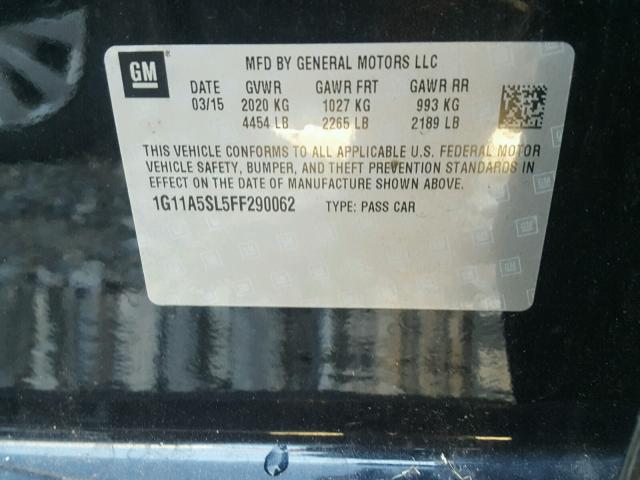 GM
MFD BY GENERAL MOTORS LLC
DATE GVWR GAWR FRT GAWR RR
03/15 2020 KG 1027 KG 993 KG
4454 LB 2265 LB 2189 LB
THIS VEHICLE CONFORMS TO ALL APPLICABLE U.S. FEDERAL MOTOR
VEHICLE SAFETY, BUMPER, AND THEFT PREVENTION STANDARDS IN
EFFECT ON THE DATE OF MANUFACTURE SHOWN ABOVE.
1G11A5SL5FF290062 TYPE: PASS CAR